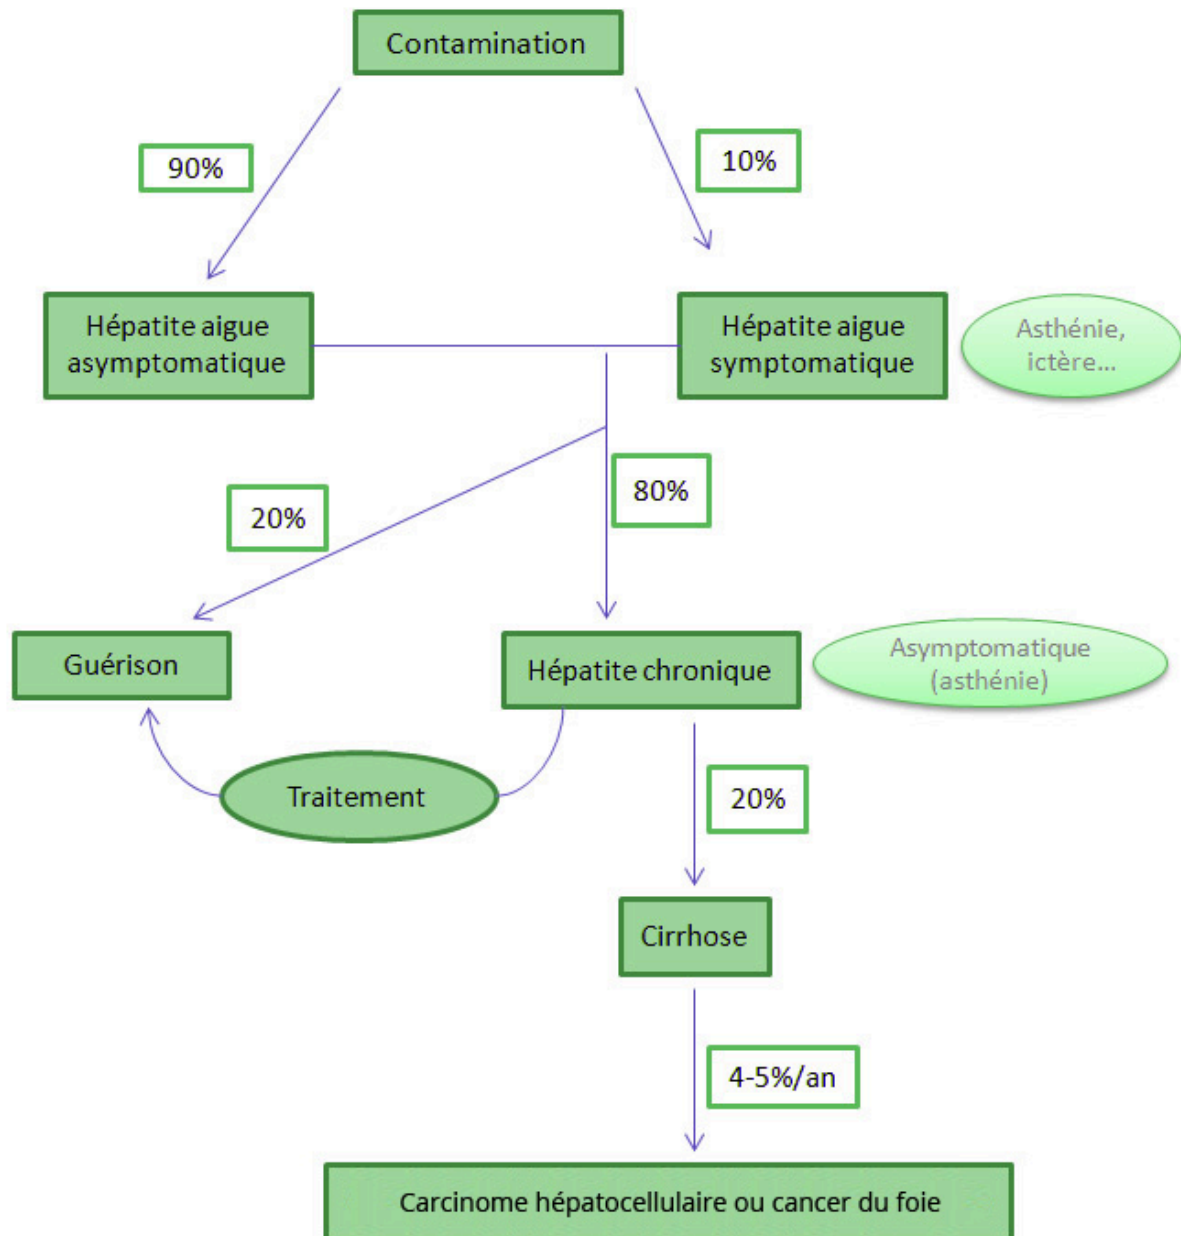 Contamination
90%
10%
Hépatite aigue
asymptomatique
Hépatite aigue
symptomatique
Asthénie,
ictère...
20%
80%
Guérison
Hépatite chronique
Asymptomatique
(asthénie)
Traitement
20%
Cirrhose
4-5%/an
Carcinome hépatocellulaire ou cancer du foie